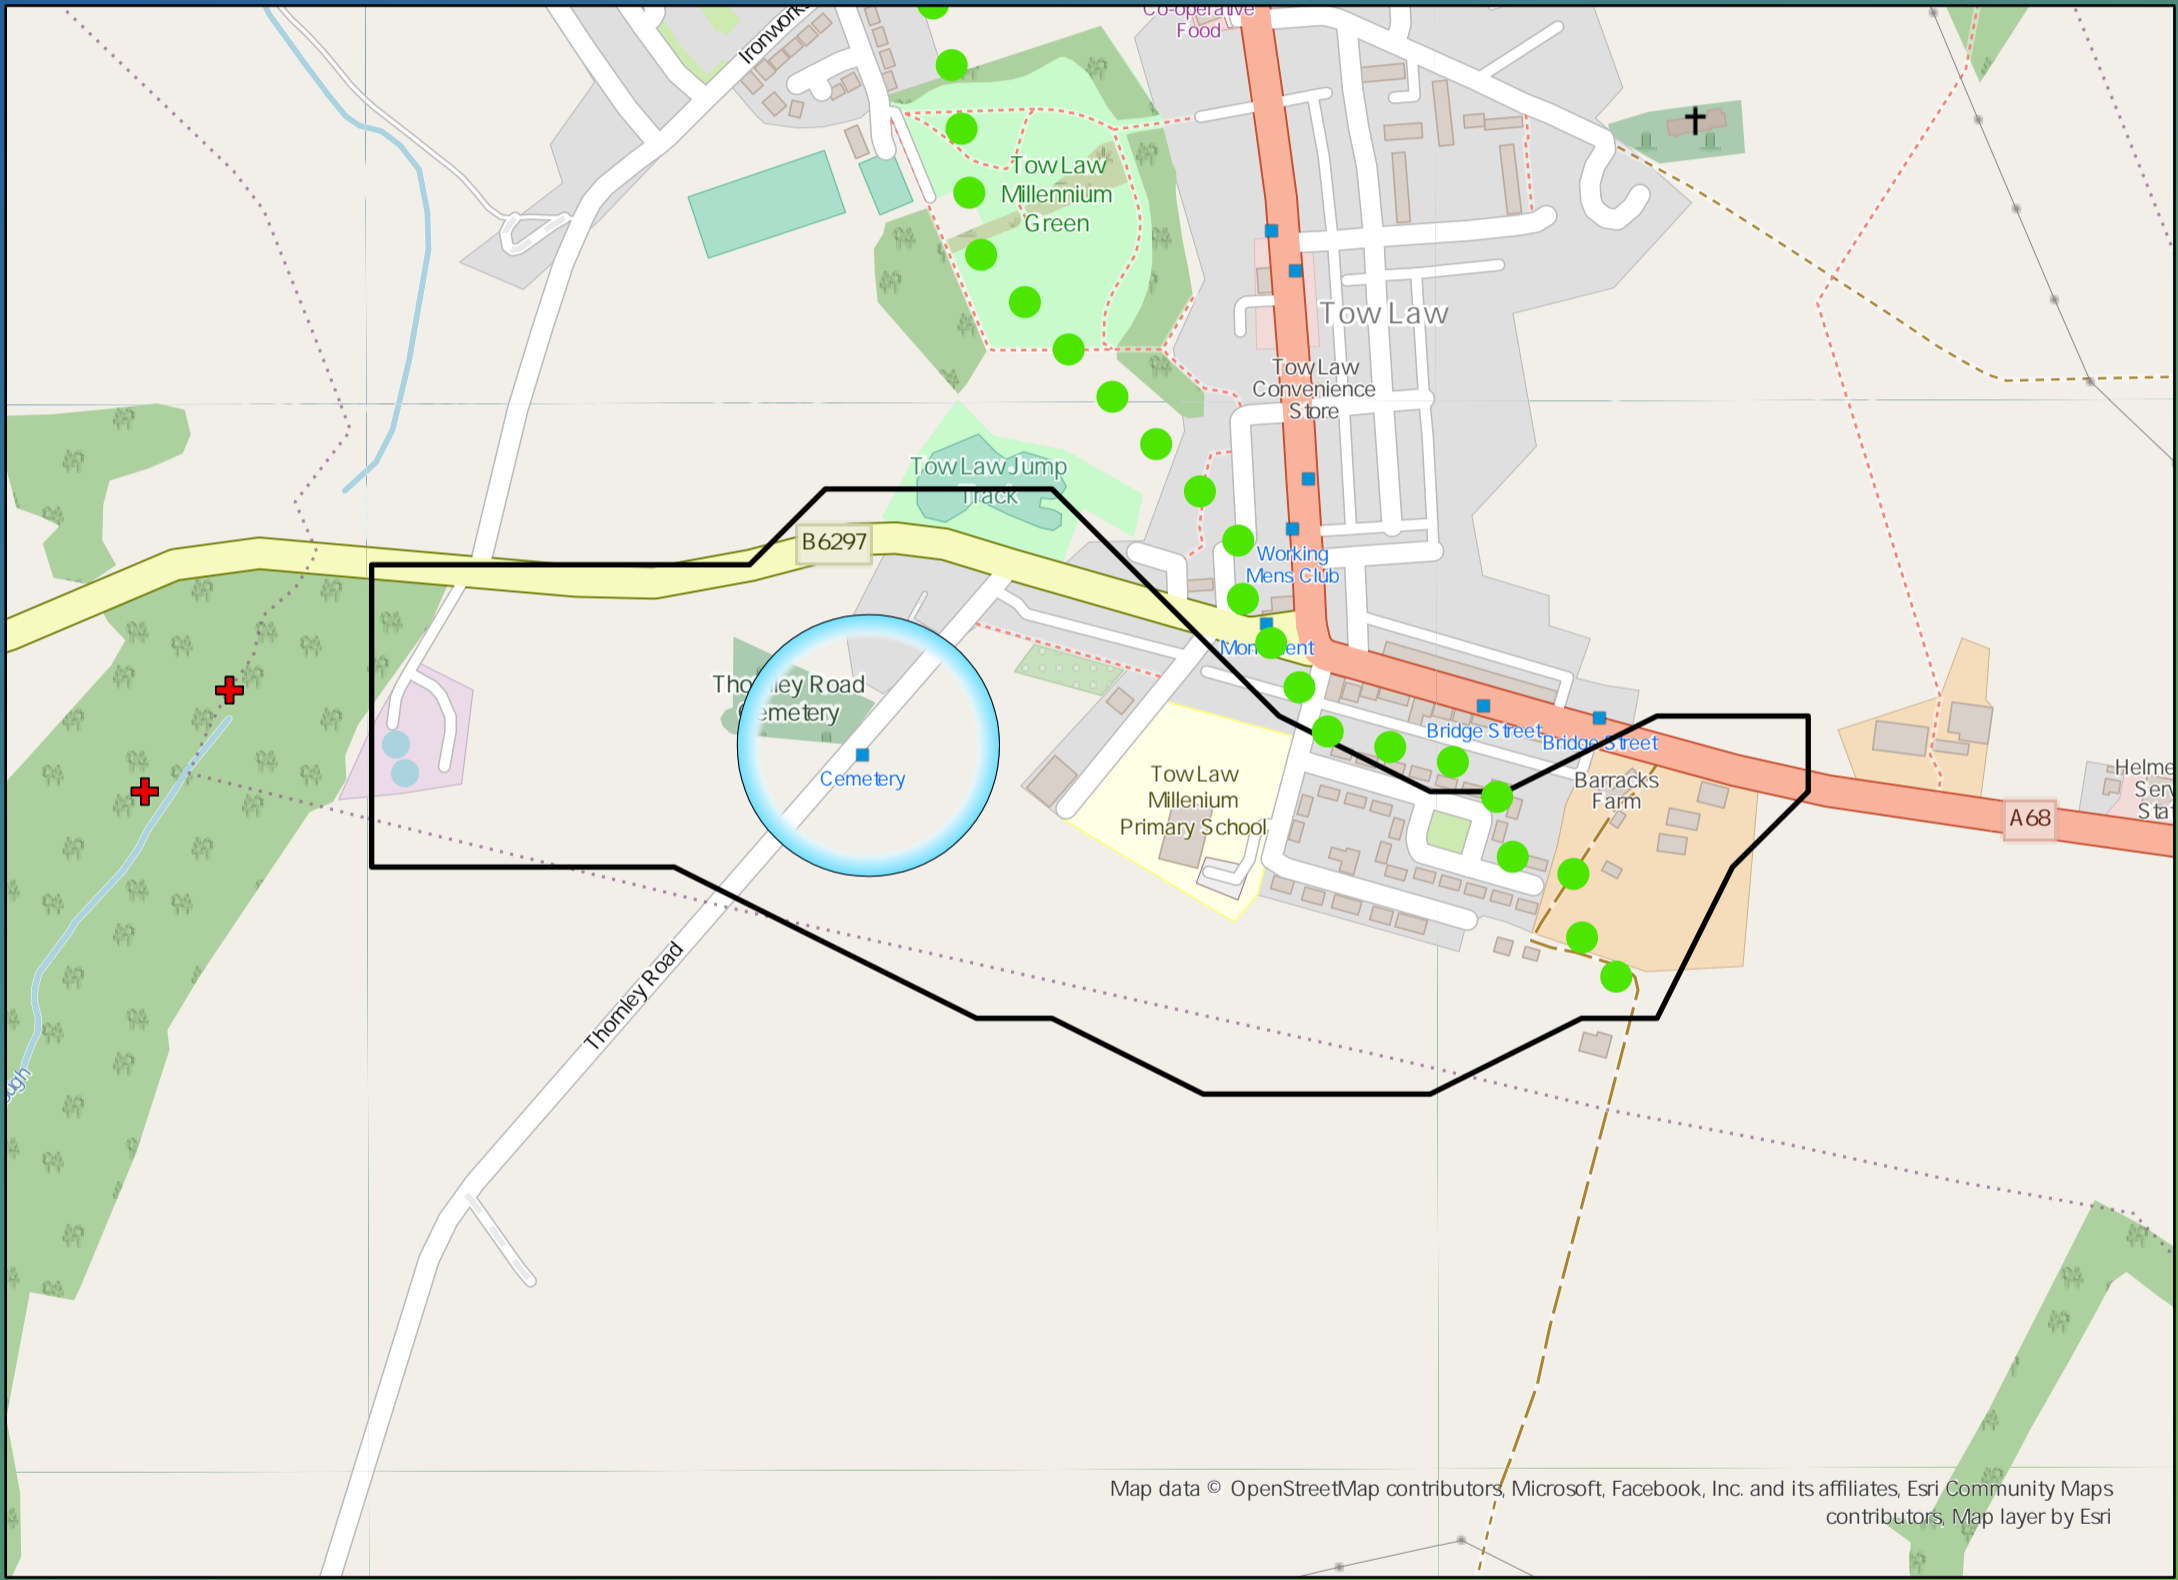 Co-operative
Food
Ironworks
Tow Law
Millennium
Green
Tow Law
Tow Law
Convenience
Store
Tow Law Jump
Track
B6297
Working
Mens Club
Thornley Road
Cemetery
Bridge Street
Bridge Street
Cemetery
Tow Law
Millenium
Primary School
Barracks
Farm
A68
Thornley Road
Map data © OpenStreetMap contributors, Microsoft, Facebook, Inc. and its affiliates, Esri Community Maps
contributors, Map layer by Esri